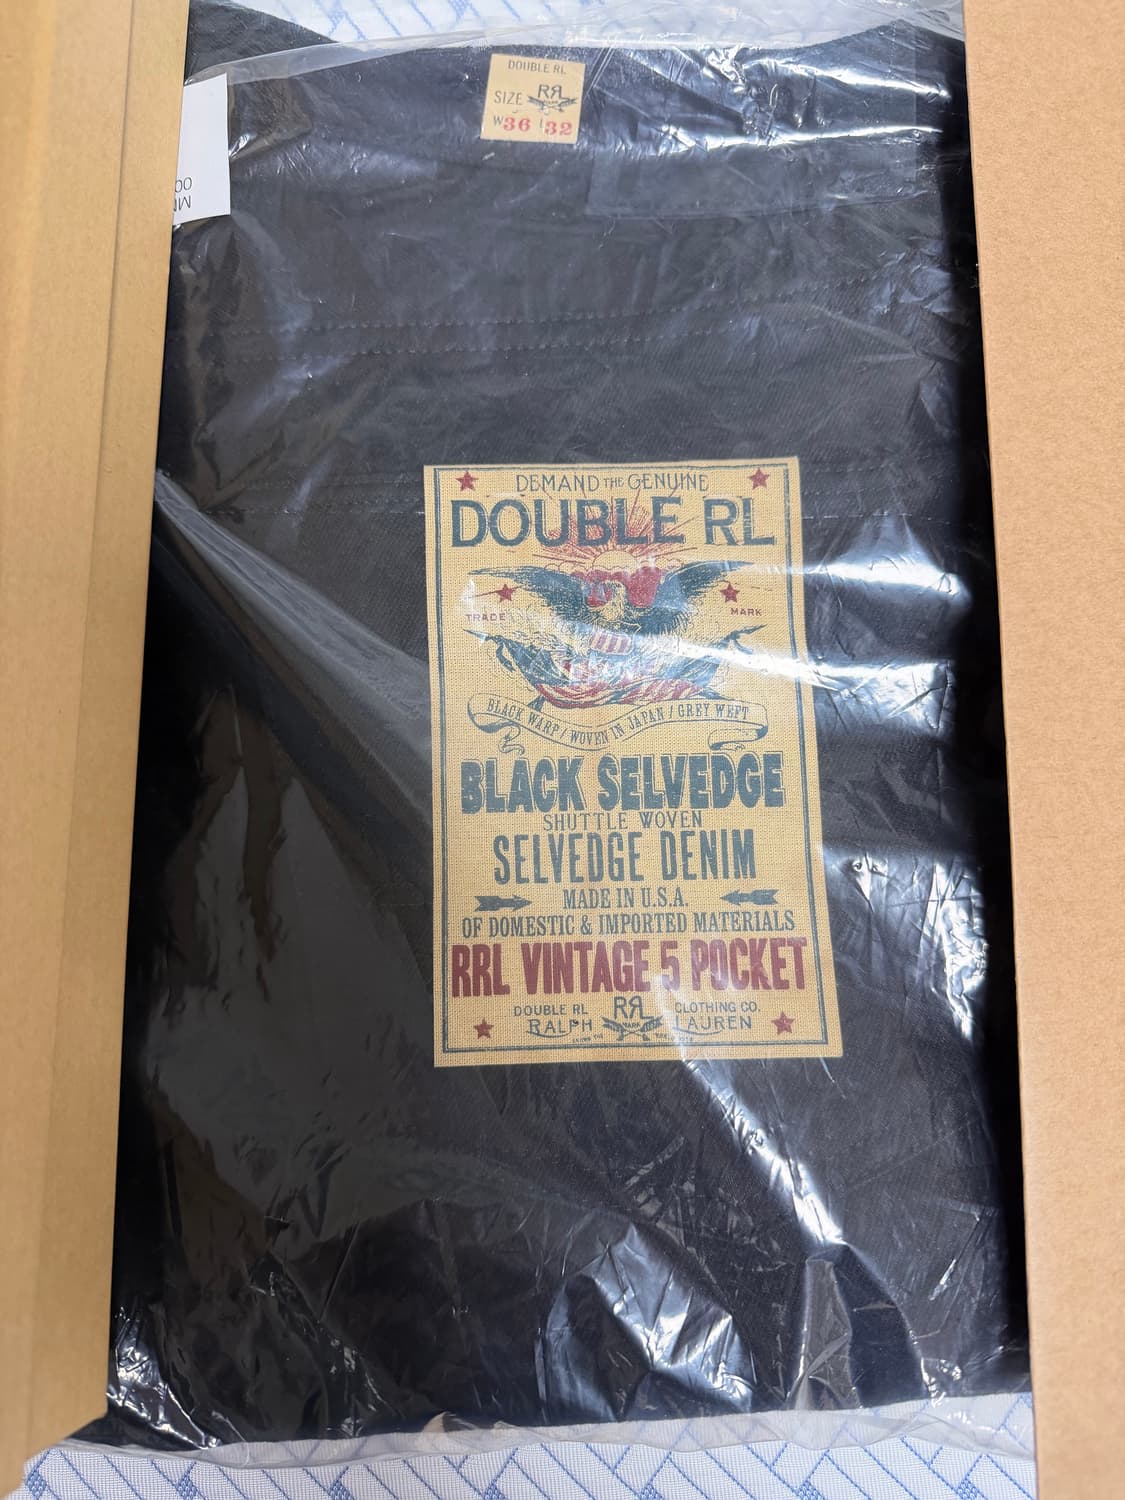 DOUBLE RL
SIZE RRL
W36 L32
DEMAND THE GENUINE
DOUBLE RL
TRADE MARK
BLACK WARP / WOVEN IN JAPAN / GREY WEFT
BLACK SELVEDGE
SHUTTLE WOVEN
SELVEDGE DENIM
MADE IN U.S.A.
OF DOMESTIC & IMPORTED MATERIALS
RRL VINTAGE 5 POCKET
DOUBLE RL RRL CLOTHING CO.
RALPH LAUREN